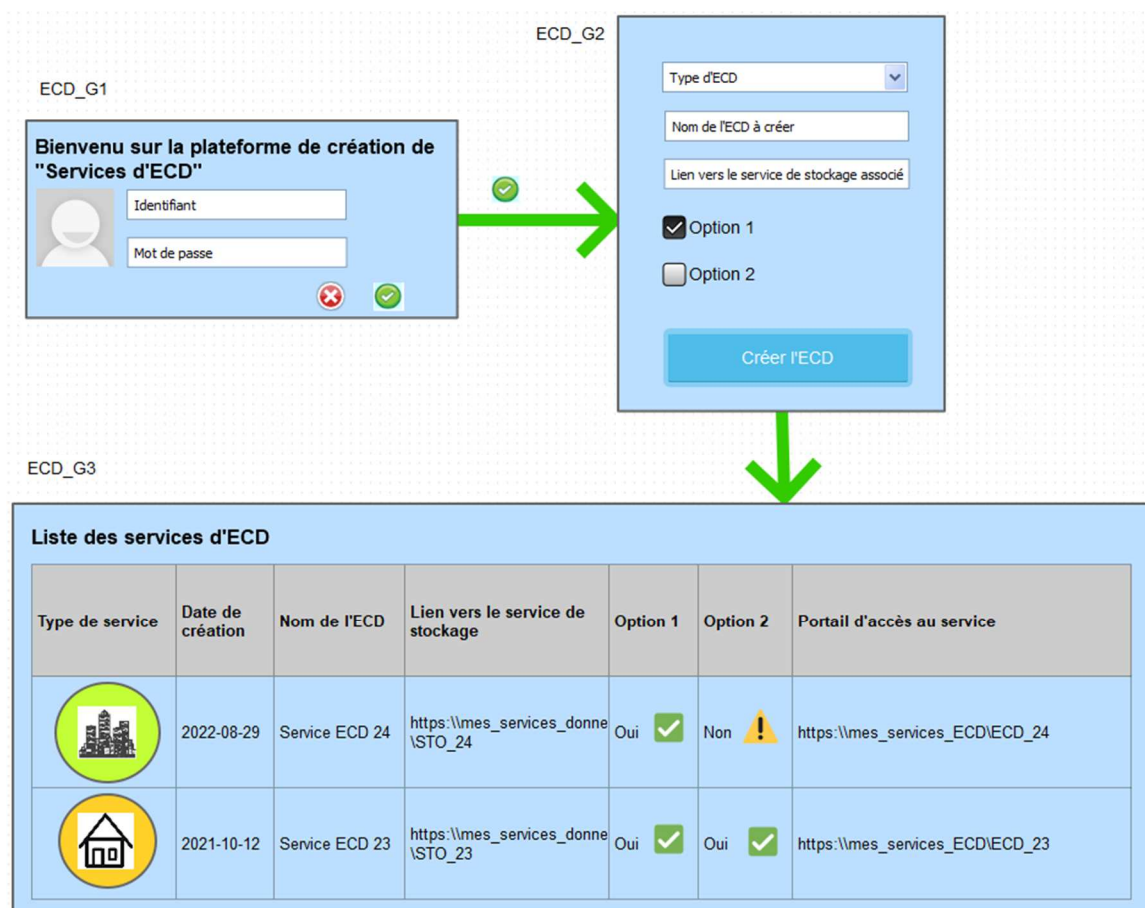 ECD_G2
ECD_G1
Bienvenu sur la plateforme de création de
"Services d'ECD"
Identifiant
Mot de passe
Type d'ECD
Nom de l'ECD à créer
Lien vers le service de stockage associé
Option 1
Option 2
Créer l'ECD
ECD_G3
Liste des services d'ECD
Type de service
Date de
création
Nom de l'ECD
Lien vers le service de
stockage
Option 1
Option 2
Portail d'accès au service
2022-08-29
Service ECD 24
https:\\mes_services_donne
\STO_24
Oui
Non
https:\\mes_services_ECD\ECD_24
2021-10-12
Service ECD 23
https:\\mes_services_donne
\STO_23
Oui
Oui
https:\\mes_services_ECD\ECD_23